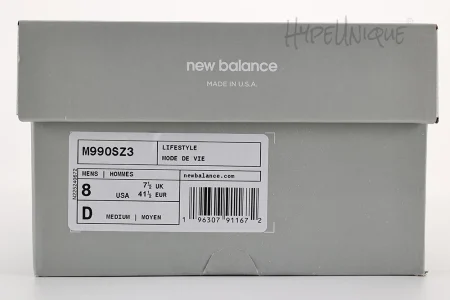 HYPEUNIQUE
new balance
MADE IN U.S.A.
M990SZ3
LIFESTYLE
MODE DE VIE
MENS | HOMMES
8 USA
7½ UK
41½ EUR
D MEDIUM | MOYEN
newbalance.com
1 96307 91167 2